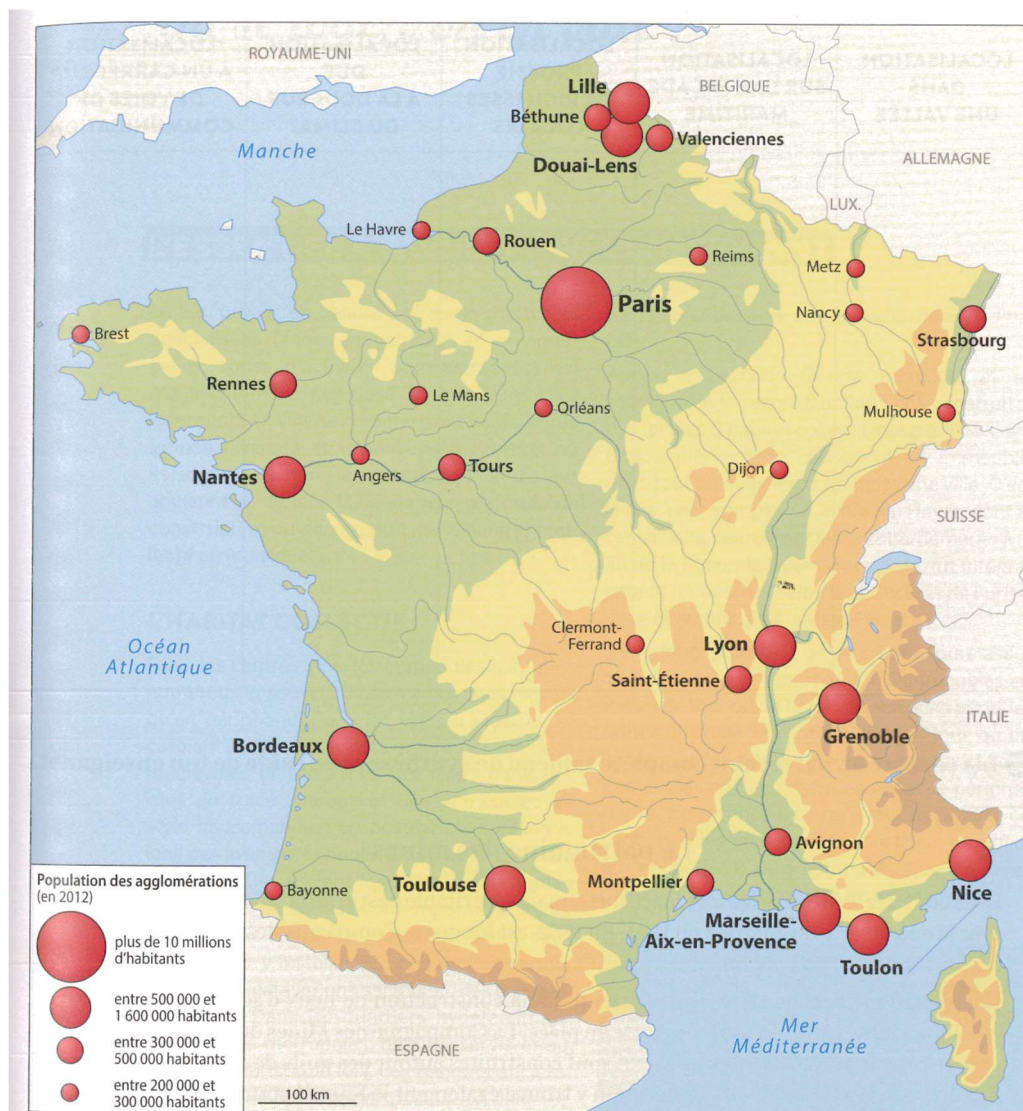 ROYAUME-UNI
BELGIQUE
ALLEMAGNE
LUX.
Manche
Lille
Béthune
Valenciennes
Douai-Lens
Le Havre
Rouen
Reims
Metz
Paris
Nancy
Strasbourg
Brest
Rennes
Le Mans
Orléans
Mulhouse
Nantes
Angers
Tours
Dijon
SUISSE
Océan
Atlantique
Clermont-
Ferrand
Lyon
Saint-Étienne
Grenoble
ITALIE
Bordeaux
Avignon
Bayonne
Toulouse
Montpellier
Nice
Marseille-
Aix-en-Provence
Toulon
Mer
Méditerranée
ESPAGNE
Population des agglomérations
(en 2012)
plus de 10 millions
d'habitants
entre 500 000 et
1 600 000 habitants
entre 300 000 et
500 000 habitants
entre 200 000 et
300 000 habitants
100 km